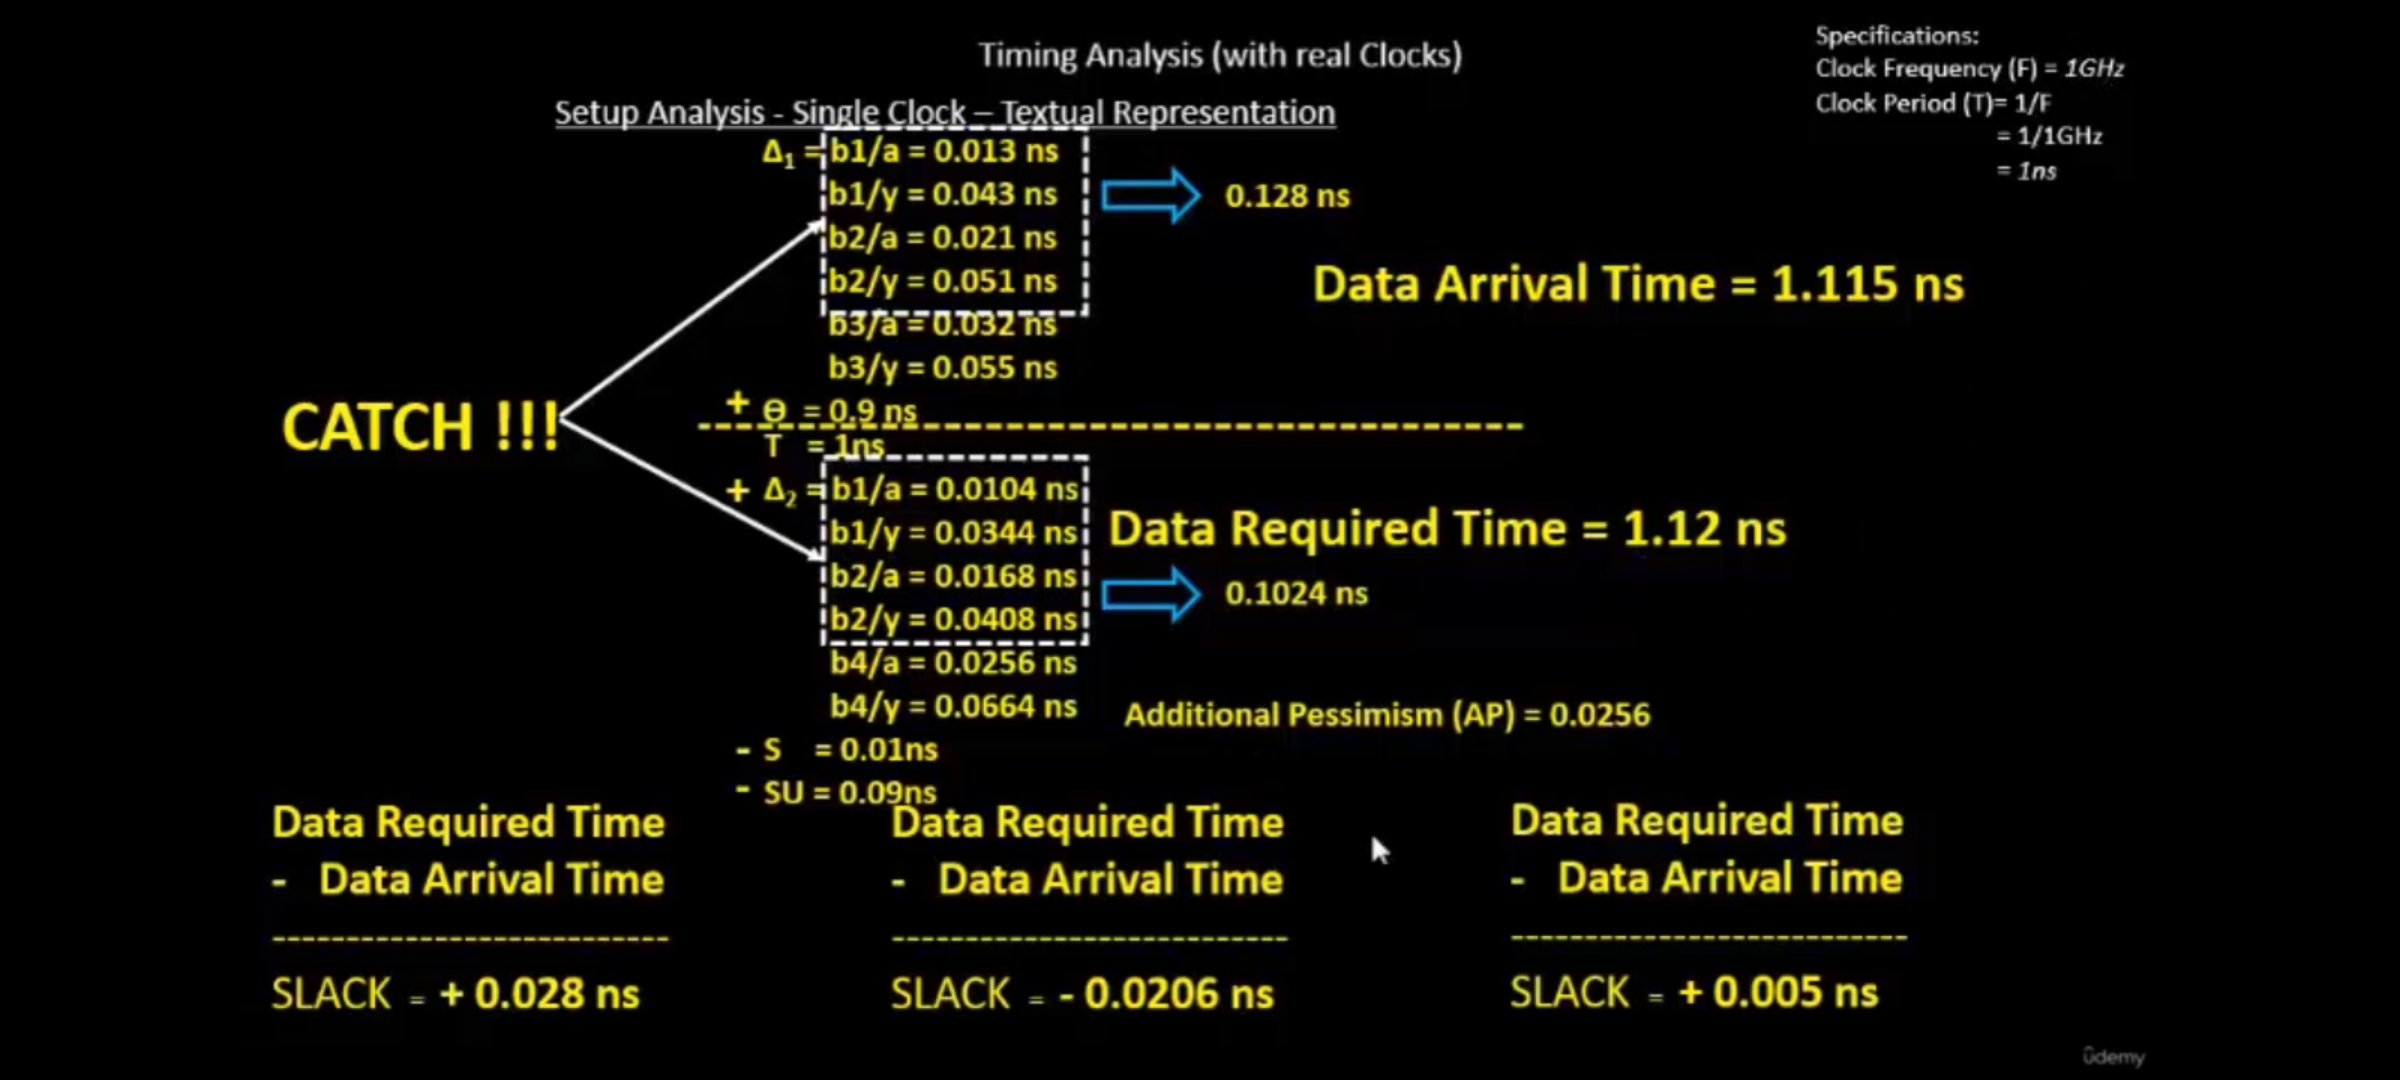 Timing Analysis (with real Clocks)
Specifications:
Clock Frequency (F) = 1GHz
Clock Period (T)= 1/F
= 1/1GHz
= 1ns
Setup Analysis - Single Clock – Textual Representation
Δ1 = b1/a = 0.013 ns
b1/y = 0.043 ns
0.128 ns
b2/a = 0.021 ns
b2/y = 0.051 ns
Data Arrival Time = 1.115 ns
b3/a = 0.032 ns
b3/y = 0.055 ns
CATCH !!!
+ Θ = 0.9 ns
T = 1ns
+ Δ2 = b1/a = 0.0104 ns
b1/y = 0.0344 ns
Data Required Time = 1.12 ns
b2/a = 0.0168 ns
0.1024 ns
b2/y = 0.0408 ns
b4/a = 0.0256 ns
b4/y = 0.0664 ns
Additional Pessimism (AP) = 0.0256
- S = 0.01ns
- SU = 0.09ns
Data Required Time
- Data Arrival Time
SLACK = + 0.028 ns
Data Required Time
- Data Arrival Time
SLACK = - 0.0206 ns
Data Required Time
- Data Arrival Time
SLACK = + 0.005 ns
ûdemy